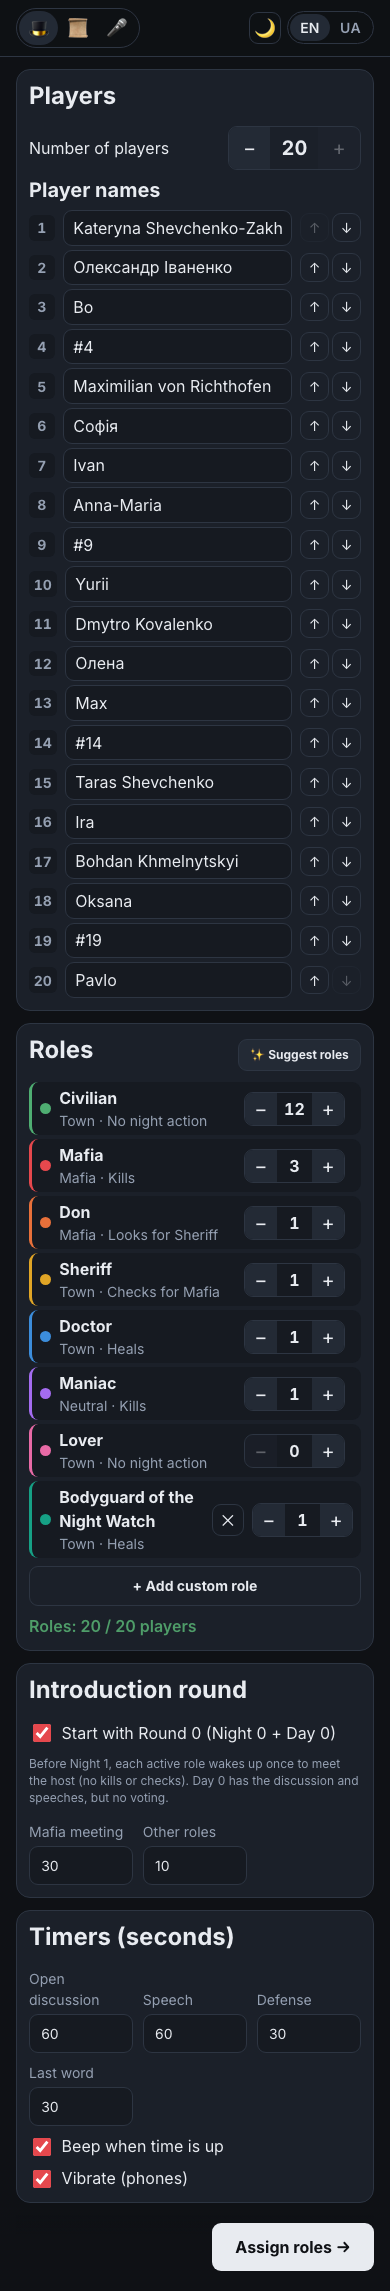 EN UA
Players
Number of players − 20 +
Player names
1 Kateryna Shevchenko-Zakh ↑ ↓
2 Олександр Іваненко ↑ ↓
3 Bo ↑ ↓
4 #4 ↑ ↓
5 Maximilian von Richthofen ↑ ↓
6 Софія ↑ ↓
7 Ivan ↑ ↓
8 Anna-Maria ↑ ↓
9 #9 ↑ ↓
10 Yurii ↑ ↓
11 Dmytro Kovalenko ↑ ↓
12 Олена ↑ ↓
13 Max ↑ ↓
14 #14 ↑ ↓
15 Taras Shevchenko ↑ ↓
16 Ira ↑ ↓
17 Bohdan Khmelnytskyi ↑ ↓
18 Oksana ↑ ↓
19 #19 ↑ ↓
20 Pavlo ↑ ↓
Roles ✨ Suggest roles
Civilian
Town · No night action
− 12 +
Mafia
Mafia · Kills
− 3 +
Don
Mafia · Looks for Sheriff
− 1 +
Sheriff
Town · Checks for Mafia
− 1 +
Doctor
Town · Heals
− 1 +
Maniac
Neutral · Kills
− 1 +
Lover
Town · No night action
− 0 +
Bodyguard of the
Night Watch
Town · Heals
× − 1 +
+ Add custom role
Roles: 20 / 20 players
Introduction round
Start with Round 0 (Night 0 + Day 0)
Before Night 1, each active role wakes up once to meet
the host (no kills or checks). Day 0 has the discussion and
speeches, but no voting.
Mafia meeting Other roles
30 10
Timers (seconds)
Open
discussion Speech Defense
60 60 30
Last word
30
Beep when time is up
Vibrate (phones)
Assign roles →